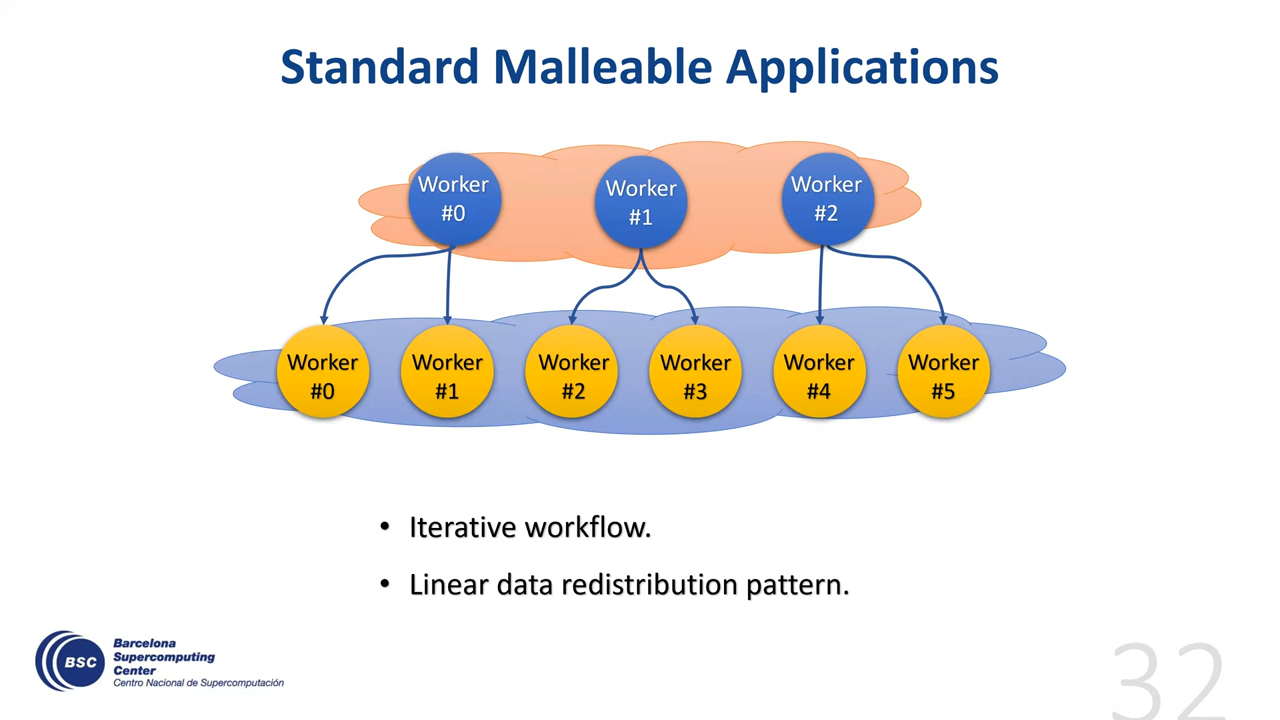 Standard Malleable Applications
Worker
#0
Worker
#1
Worker
#2
Worker
#0
Worker
#1
Worker
#2
Worker
#3
Worker
#4
Worker
#5
• Iterative workflow.
• Linear data redistribution pattern.
BSC
Barcelona
Supercomputing
Center
Centro Nacional de Supercomputación
32